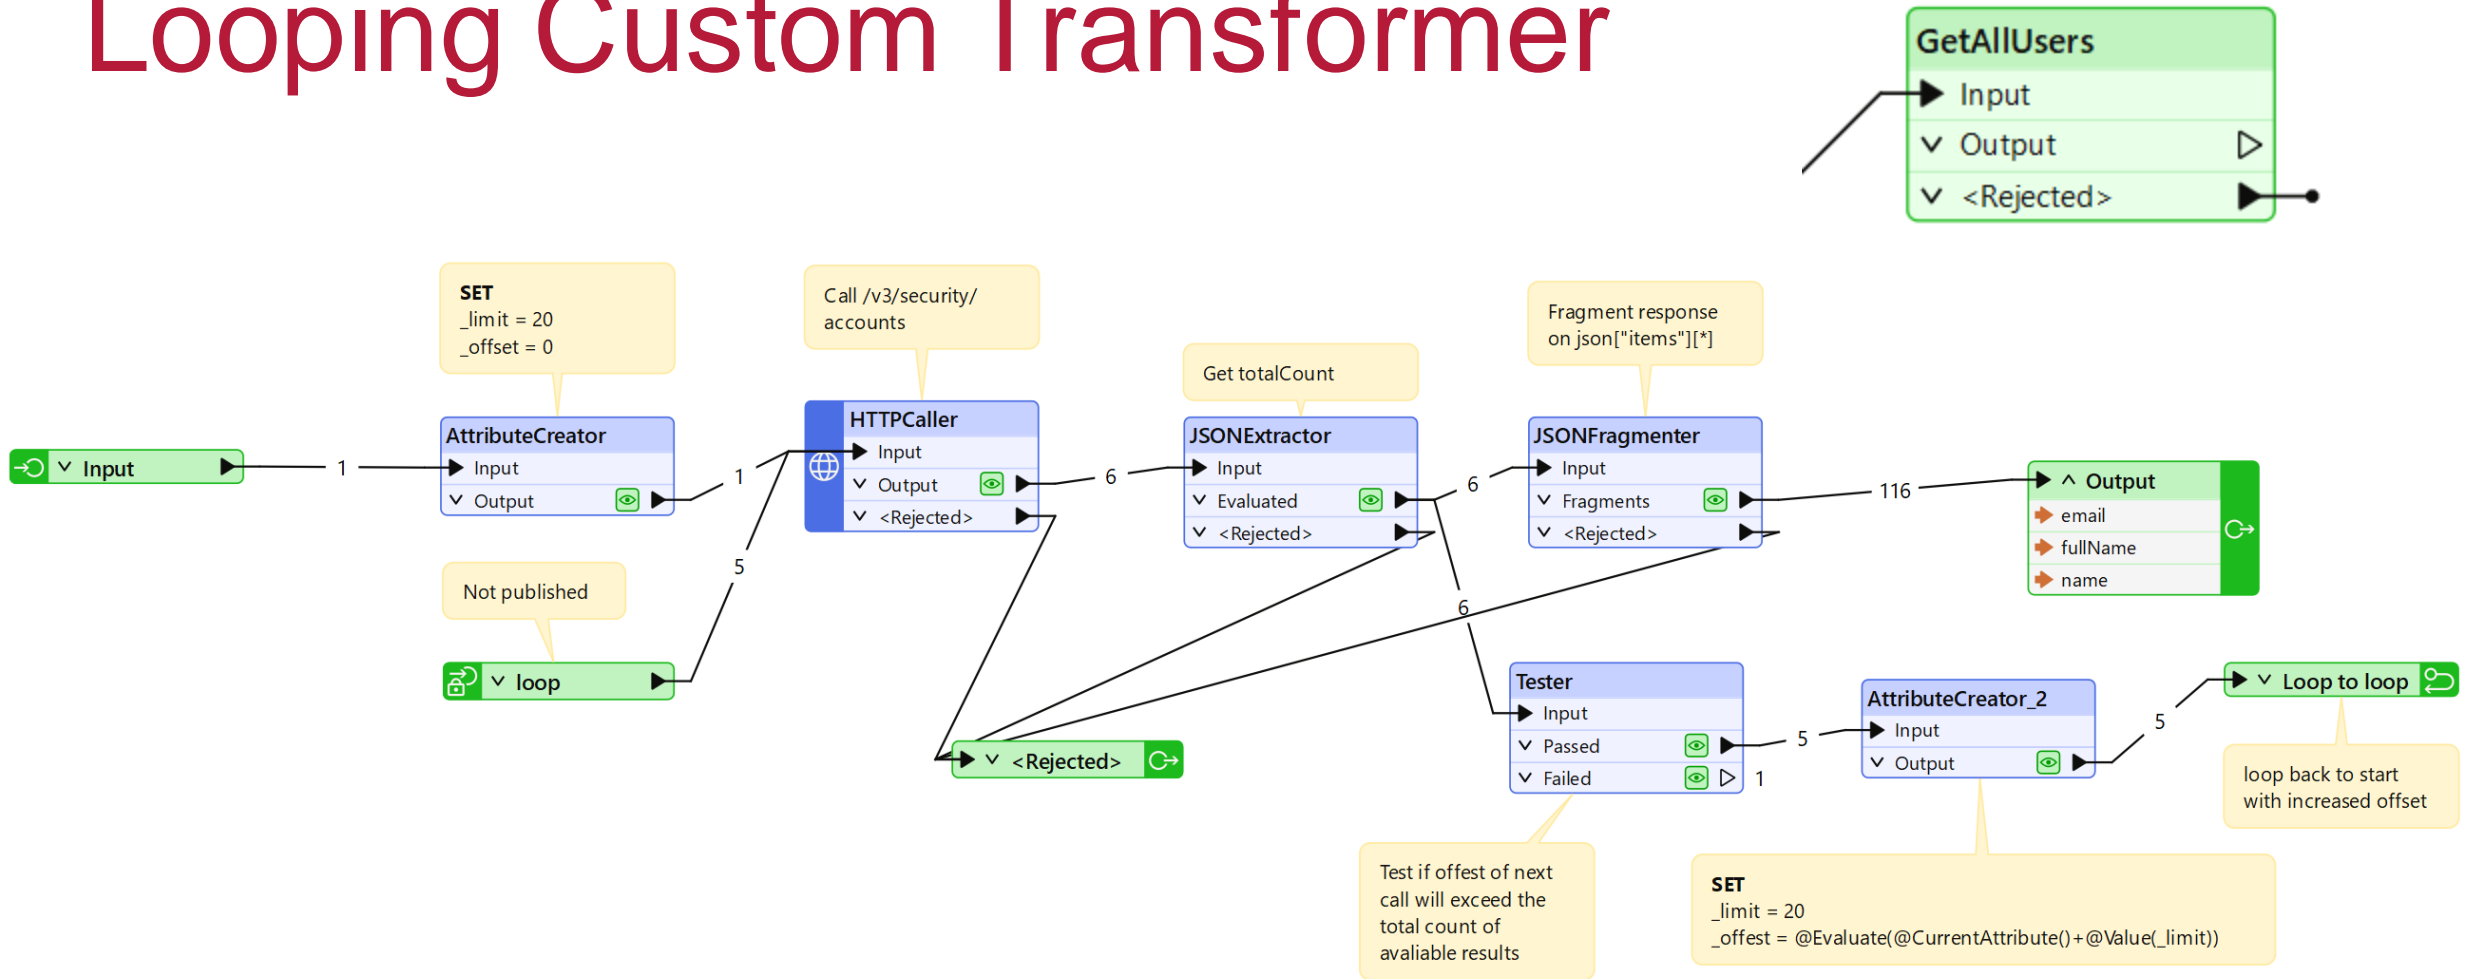 Looping Custom Transformer
GetAllUsers
Input
Output
<Rejected>
SET
_limit = 20
_offset = 0
Call /v3/security/
accounts
Get totalCount
Fragment response
on json["items"][*]
Input
1
AttributeCreator
Input
Output
1
HTTPCaller
Input
Output
<Rejected>
6
JSONExtractor
Input
Evaluated
<Rejected>
6
JSONFragmenter
Input
Fragments
<Rejected>
116
Output
email
fullName
name
Not published
loop
5
6
<Rejected>
Tester
Input
Passed
Failed
1
5
AttributeCreator_2
Input
Output
5
Loop to loop
loop back to start
with increased offset
Test if offest of next
call will exceed the
total count of
avaliable results
SET
_limit = 20
_offest = @Evaluate(@CurrentAttribute()+@Value(_limit))